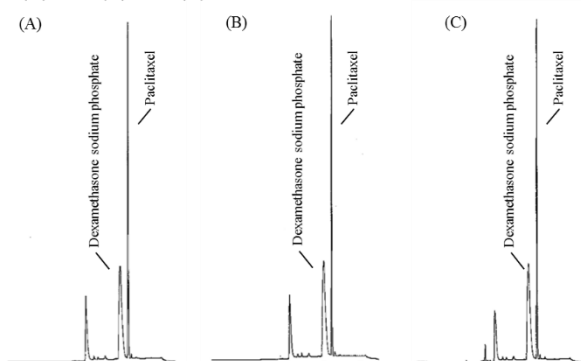 (A)
Dexamethasone sodium phosphate
Paclitaxel
(B)
Dexamethasone sodium phosphate
Paclitaxel
(C)
Dexamethasone sodium phosphate
Paclitaxel